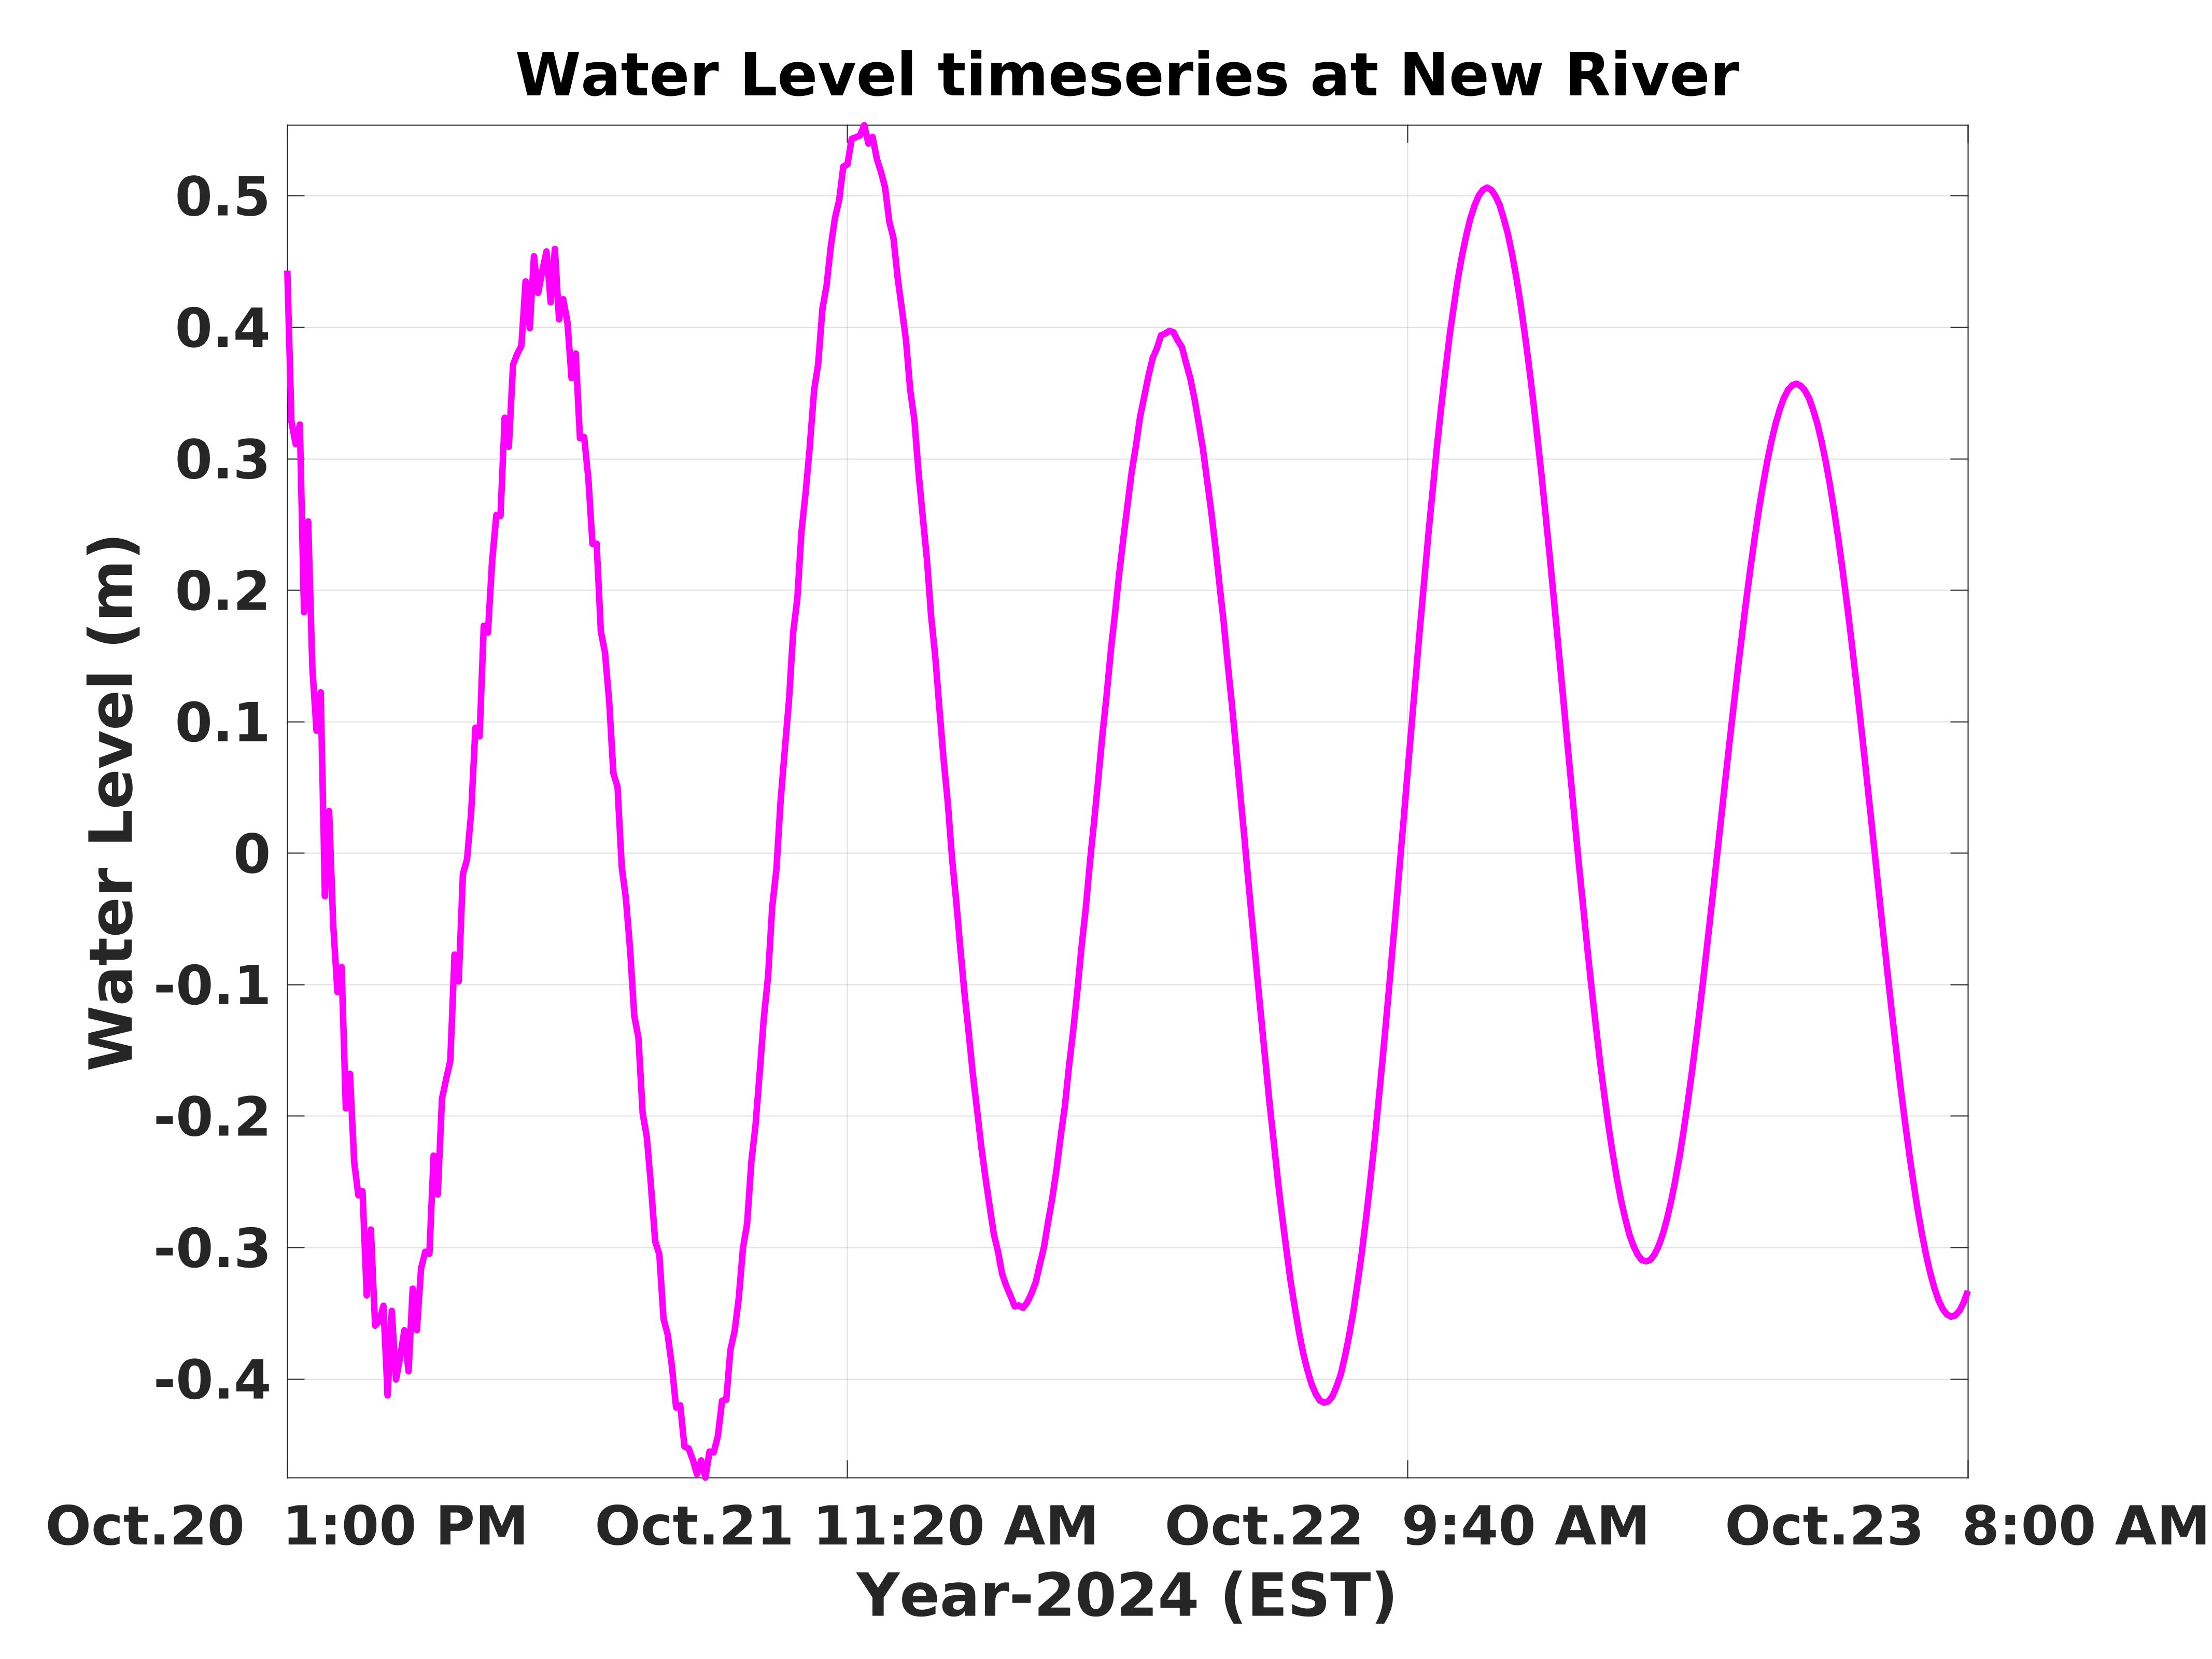 Water Level timeseries at New River
Water Level (m)
0.5
0.4
0.3
0.2
0.1
0
-0.1
-0.2
-0.3
-0.4
Oct.20 1:00 PM Oct.21 11:20 AM Oct.22 9:40 AM Oct.23 8:00 AM
Year-2024 (EST)